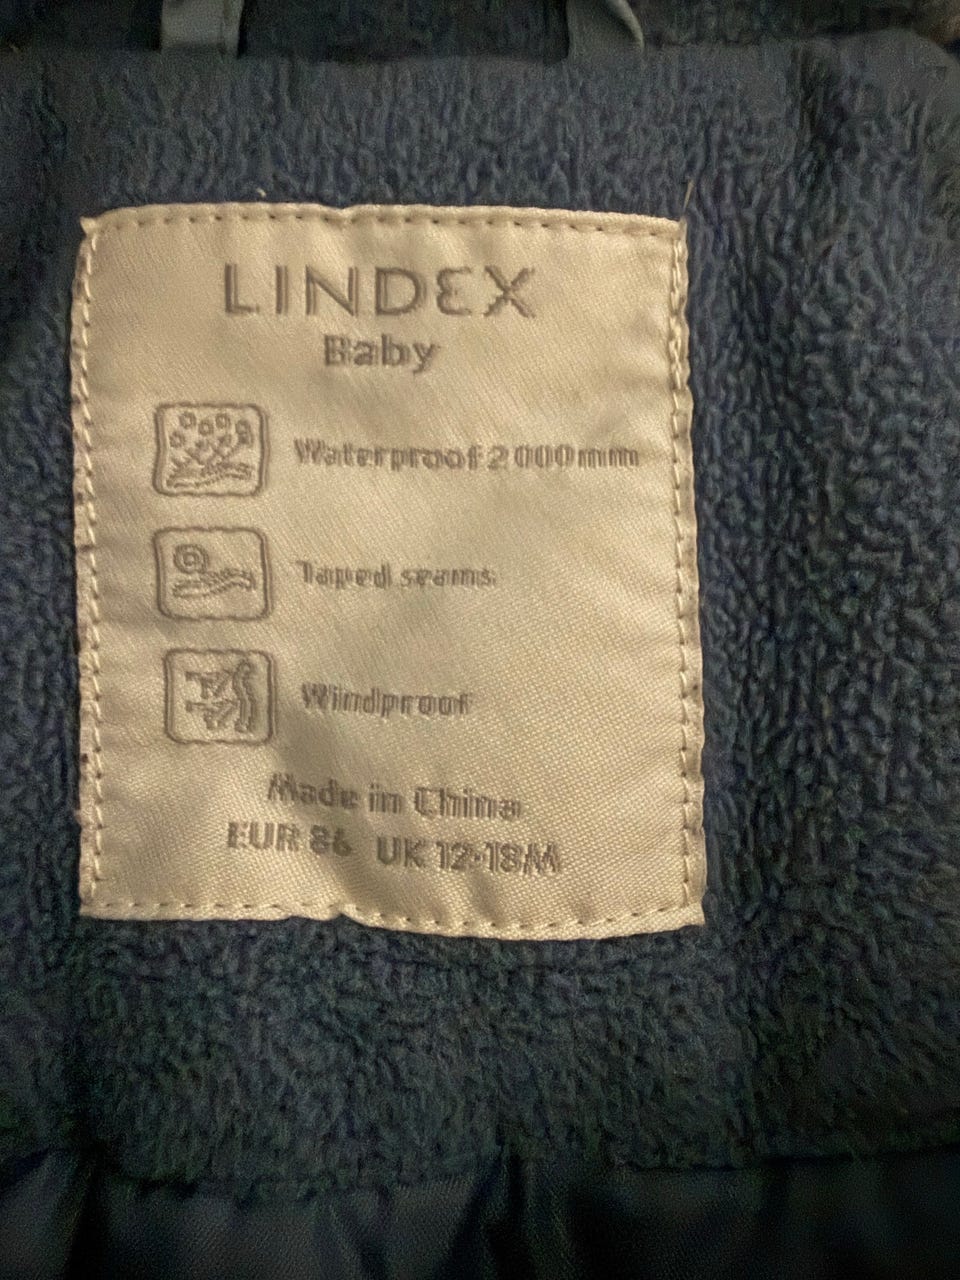 LINDEX
Baby
Waterproof 2000mm
Taped seams
Windproof
Made in China
EUR 86 UK 12-18M